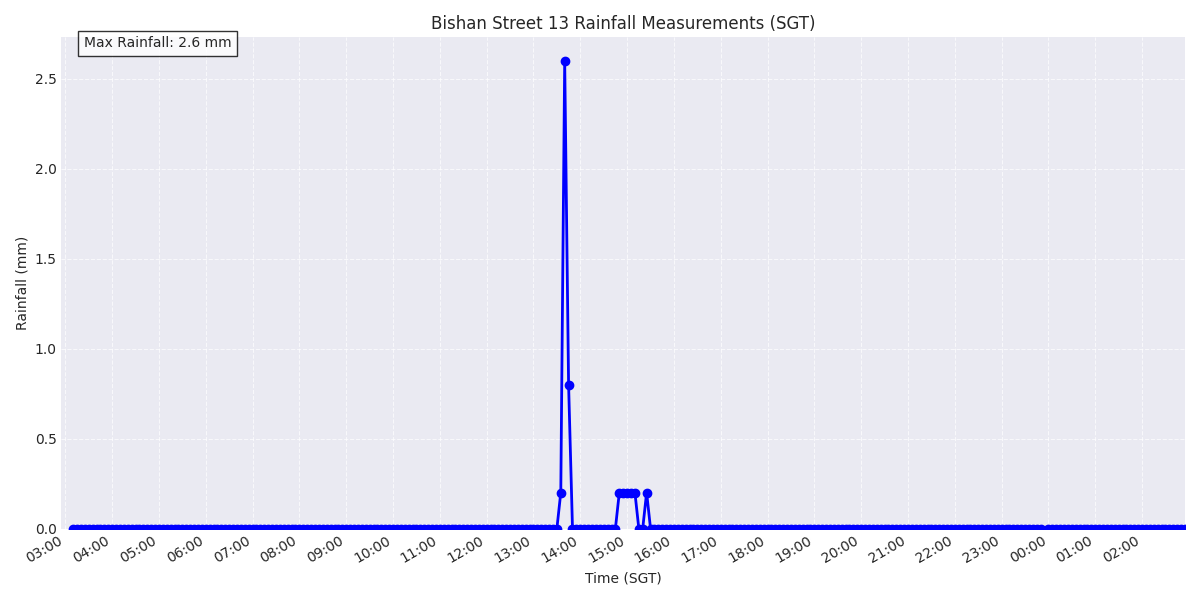 Bishan Street 13 Rainfall Measurements (SGT)
Max Rainfall: 2.6 mm
Rainfall (mm)
2.5
2.0
1.5
1.0
0.5
0.0
03:00 04:00 05:00 06:00 07:00 08:00 09:00 10:00 11:00 12:00 13:00 14:00 15:00 16:00 17:00 18:00 19:00 20:00 21:00 22:00 23:00 00:00 01:00 02:00
Time (SGT)